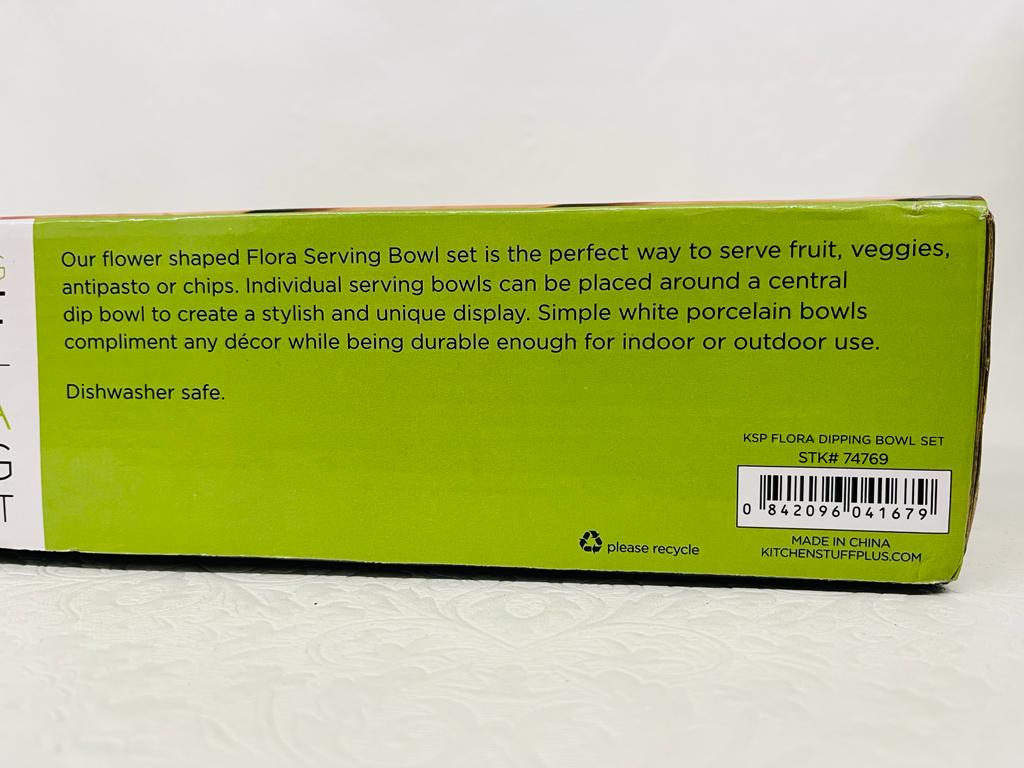 Our flower shaped Flora Serving Bowl set is the perfect way to serve fruit, veggies,
antipasto or chips. Individual serving bowls can be placed around a central
dip bowl to create a stylish and unique display. Simple white porcelain bowls
compliment any décor while being durable enough for indoor or outdoor use.
Dishwasher safe.
KSP FLORA DIPPING BOWL SET
STK# 74769
0 842096 041679
MADE IN CHINA
KITCHENSTUFFPLUS.COM
please recycle